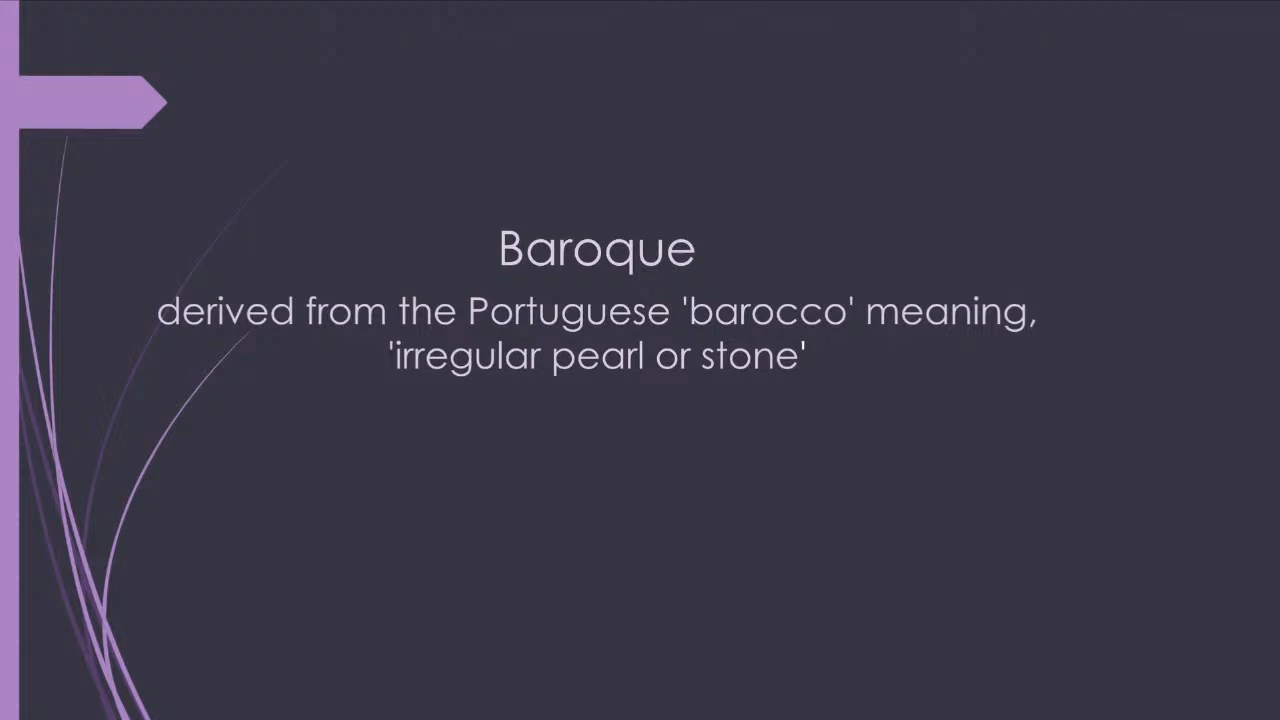 Baroque
derived from the Portuguese 'barocco' meaning,
'irregular pearl or stone'